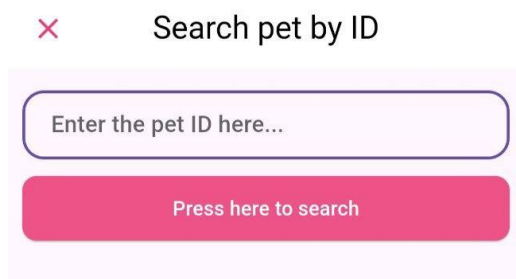 Search pet by ID
Enter the pet ID here...
Press here to search